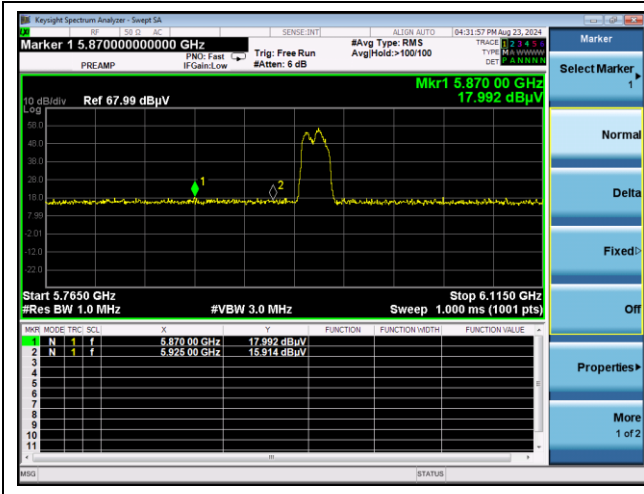 Keysight Spectrum Analyzer - Swept SA
RF 50 Ω AC SENSE:INT ALIGN AUTO 04:31:57 PM Aug 23, 2024
Marker 1 5.870000000000 GHz
PREAMP
PNO: Fast
IFGain:Low
Trig: Free Run
#Atten: 6 dB
#Avg Type: RMS
Avg|Hold:>100/100
TRACE 1 2 3 4 5 6
TYPE M A W W W W
DET P A N N N N
Mkr1 5.870 00 GHz
17.992 dBµV
10 dB/div Ref 67.99 dBµV
Log
58.0
48.0
38.0
28.0
18.0
7.99
-2.01
-12.0
-22.0
1
2
Start 5.7650 GHz Stop 6.1150 GHz
#Res BW 1.0 MHz #VBW 3.0 MHz Sweep 1.000 ms (1001 pts)
MKR MODE TRC SCL X Y FUNCTION FUNCTION WIDTH FUNCTION VALUE
1 N 1 f 5.870 00 GHz 17.992 dBµV
2 N 1 f 5.925 00 GHz 15.914 dBµV
3
4
5
6
7
8
9
10
11
MSG STATUS
Marker
Select Marker
1
Normal
Delta
Fixed
Off
Properties
More
1 of 2